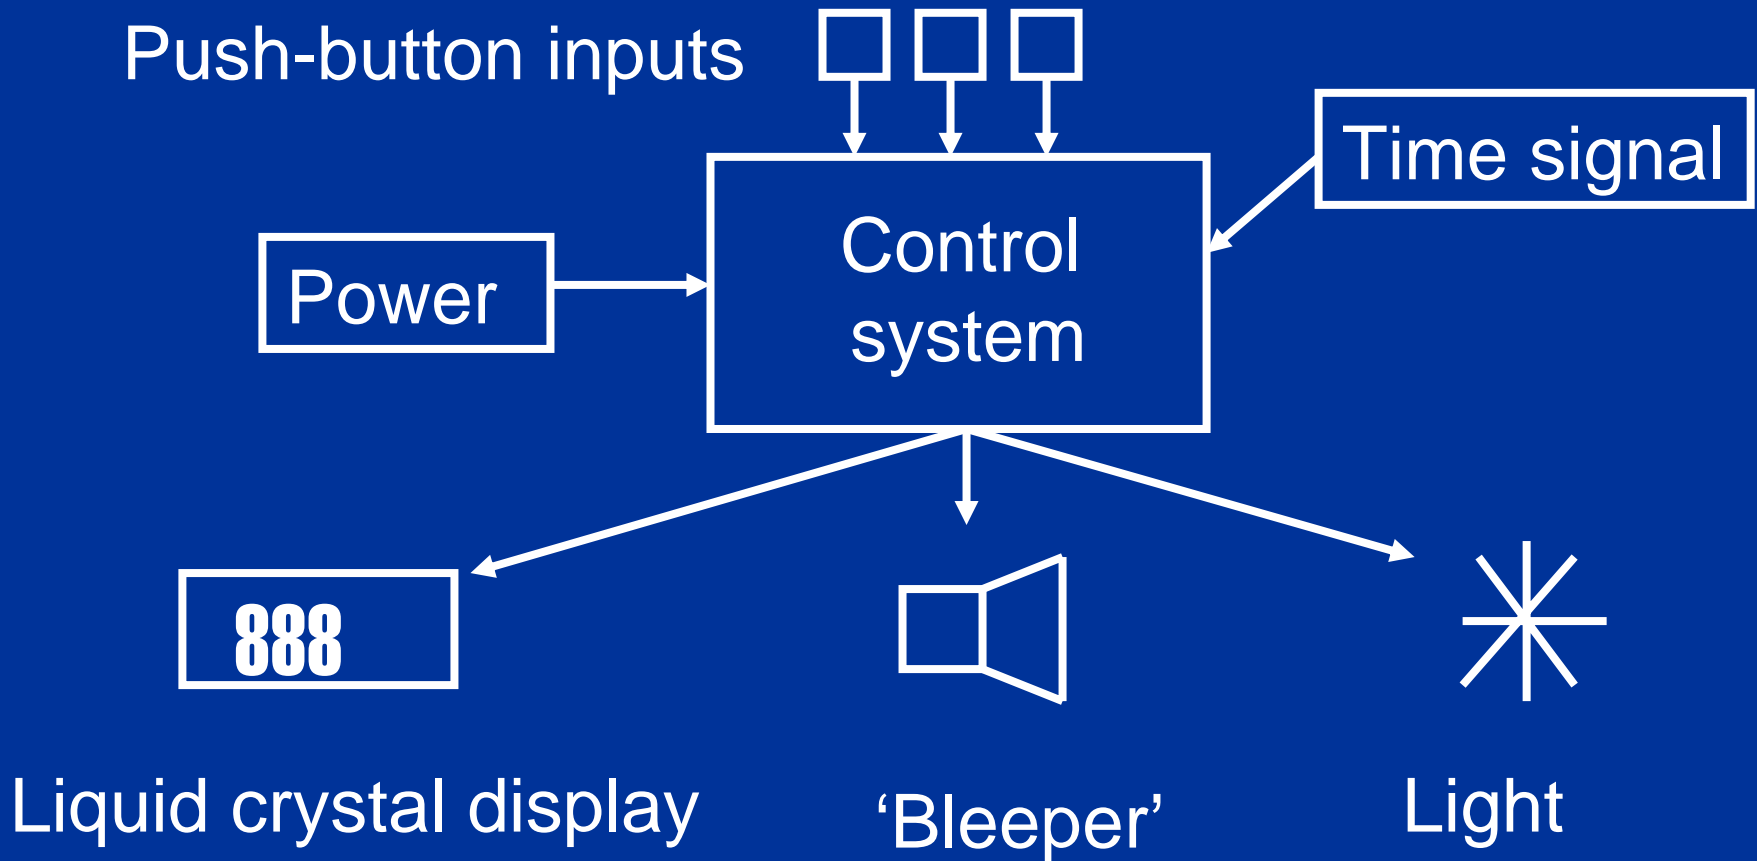 Push-button inputs
Time signal
Control
system
Power
888
Liquid crystal display
‘Bleeper’
Light